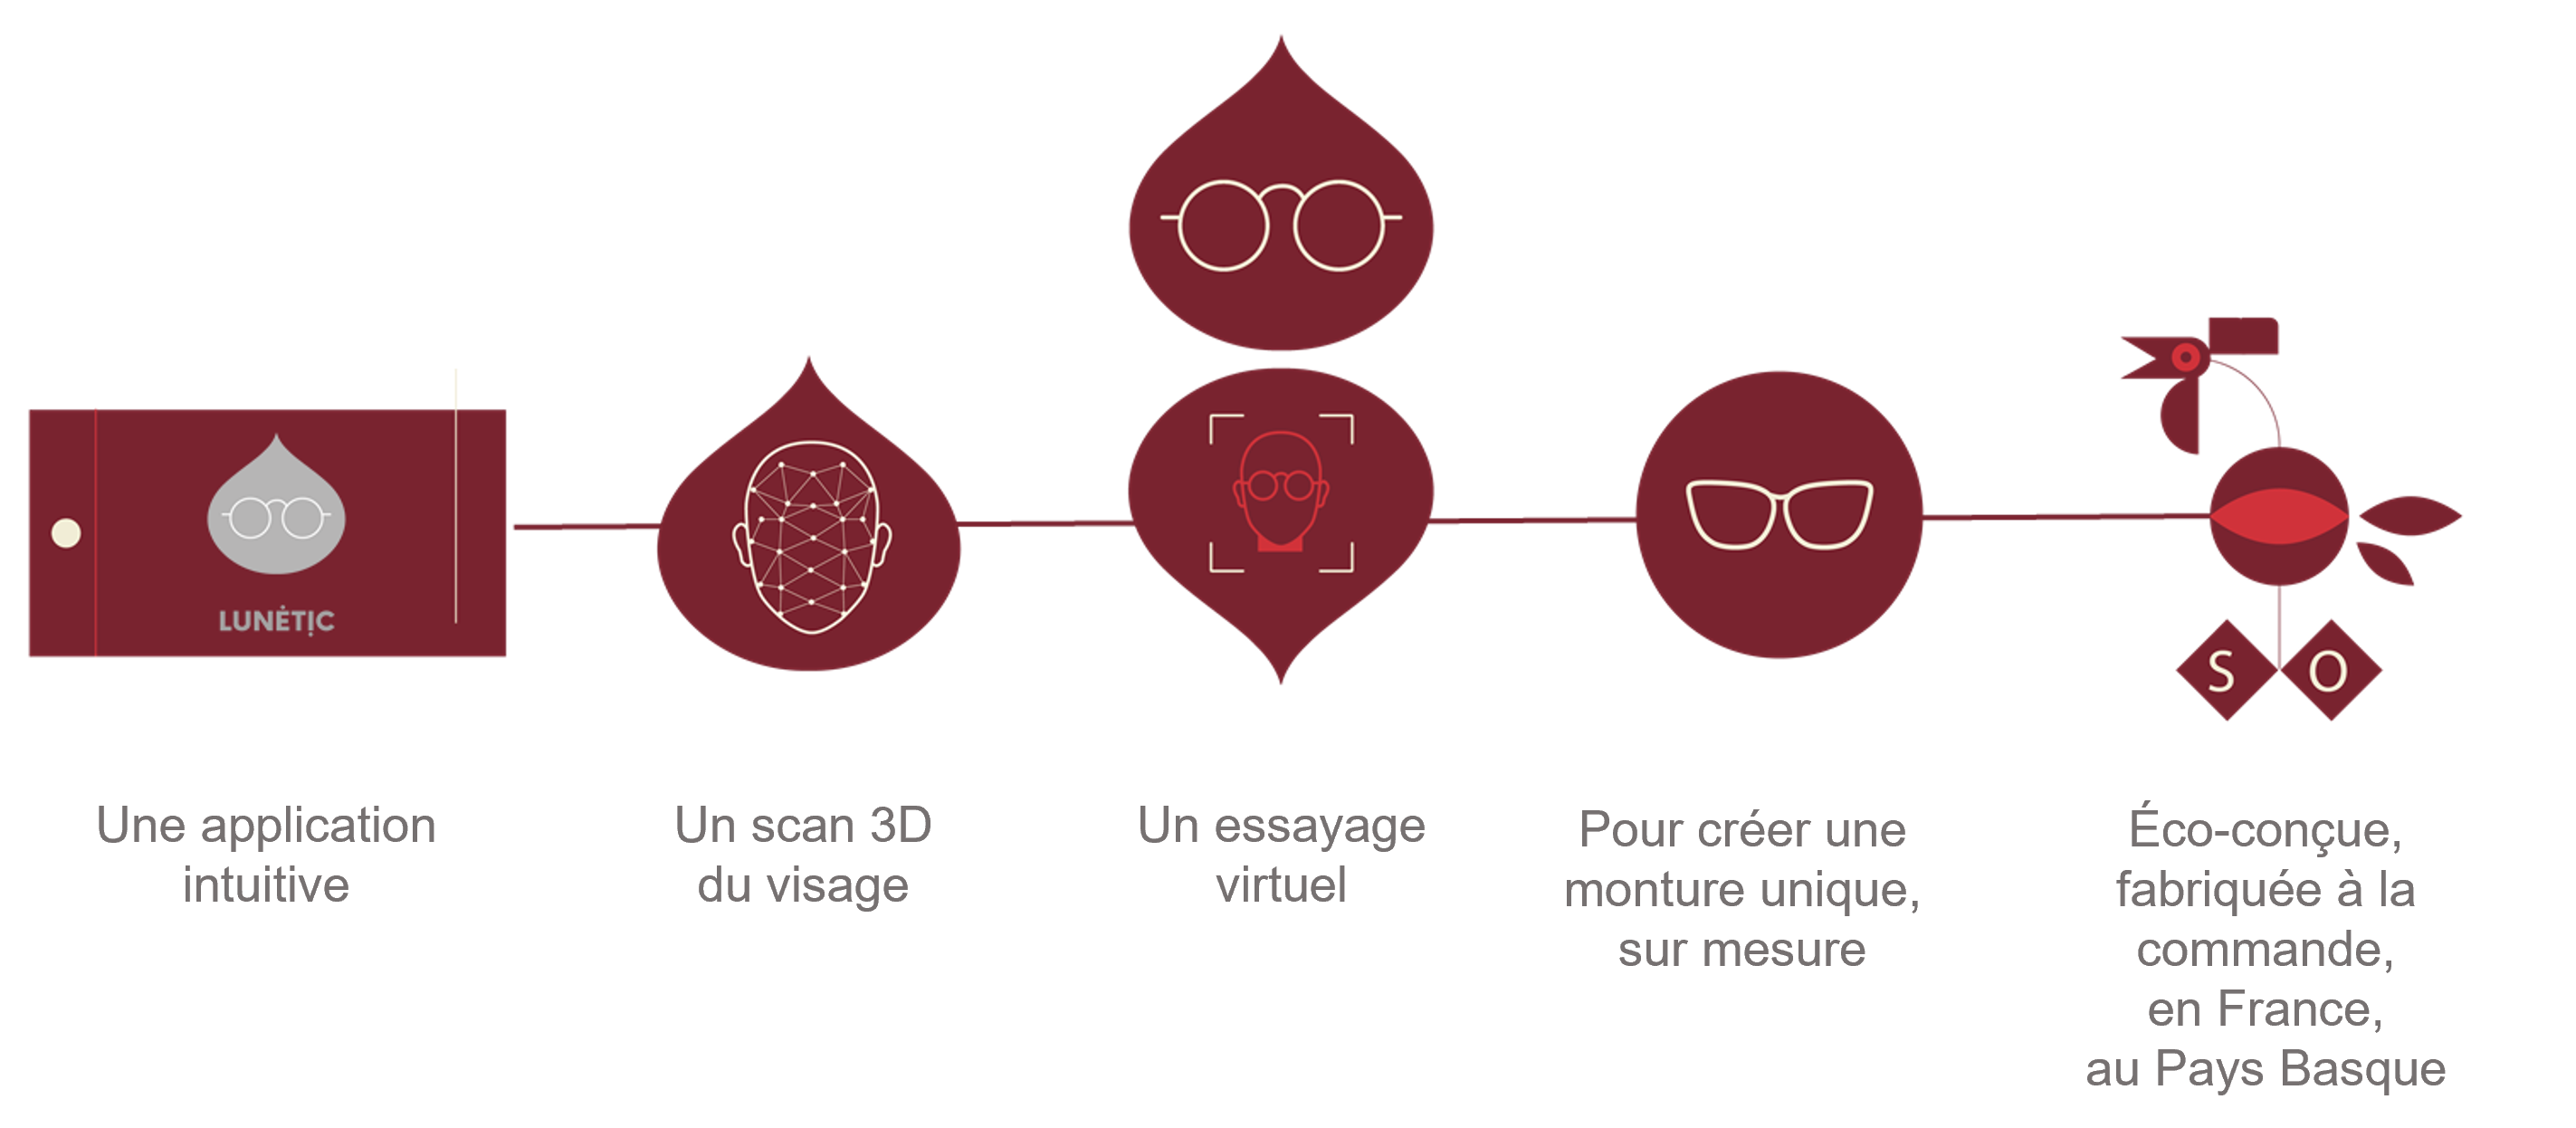 LUNĖTỊC
S O
Une application
intuitive
Un scan 3D
du visage
Un essayage
virtuel
Pour créer une
monture unique,
sur mesure
Éco-conçue,
fabriquée à la
commande,
en France,
au Pays Basque